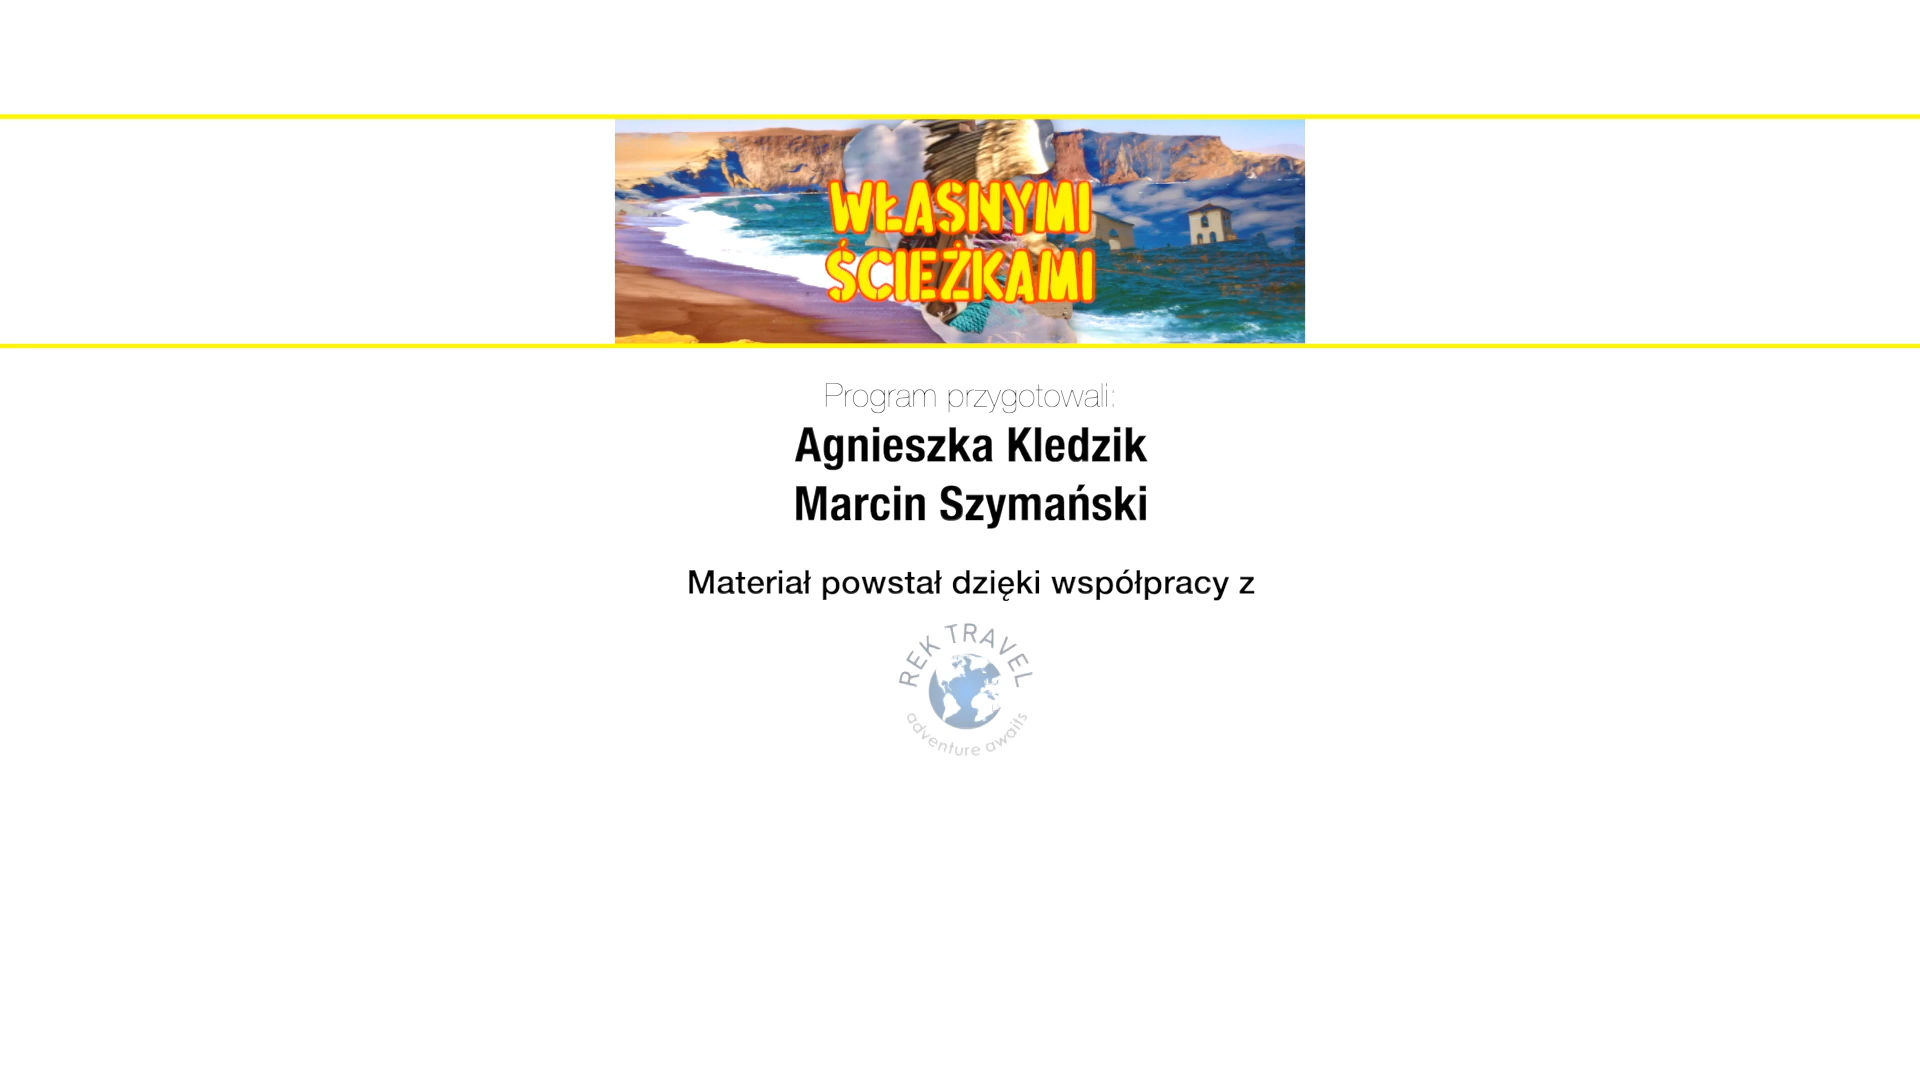 WŁASNYMI
ŚCIEŻKAMI
Program przygotowali:
Agnieszka Kledzik
Marcin Szymański
Materiał powstał dzięki współpracy z
REK TRAVEL
adventure awaits